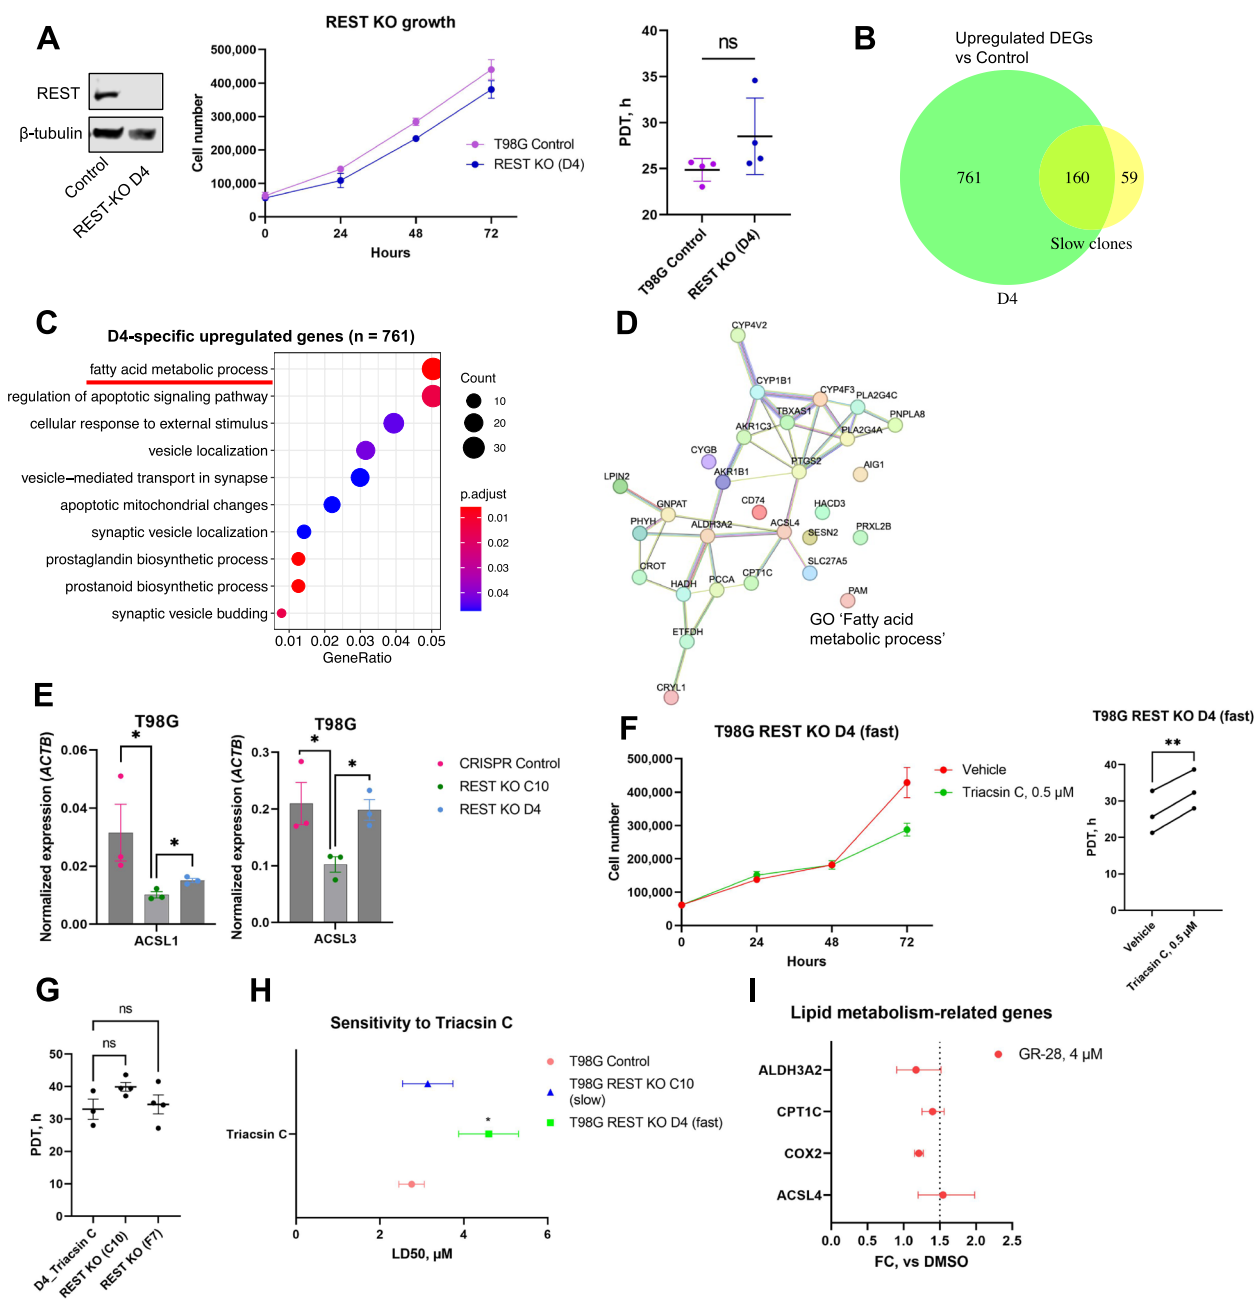 A
REST
β-tubulin
Control
REST-KO D4
REST KO growth
500,000
400,000
300,000
200,000
100,000
0
Cell number
0
24
48
72
Hours
T98G Control
REST KO (D4)
40
35
30
25
20
PDT, h
ns
T98G Control
REST KO (D4)
B
Upregulated DEGs
vs Control
761
160
59
Slow clones
D4
C
D4-specific upregulated genes (n = 761)
fatty acid metabolic process
regulation of apoptotic signaling pathway
cellular response to external stimulus
vesicle localization
vesicle−mediated transport in synapse
apoptotic mitochondrial changes
synaptic vesicle localization
prostaglandin biosynthetic process
prostanoid biosynthetic process
synaptic vesicle budding
0.01
0.02
0.03
0.04
0.05
GeneRatio
Count
10
20
30
p.adjust
0.01
0.02
0.03
0.04
D
CYP4V2
CYP1B1
CYP4F3
PLA2G4C
TBXAS1
PNPLA8
AKR1C3
PLA2G4A
CYGB
PTGS2
AIG1
LPIN2
AKR1B1
GNPAT
CD74
HACD3
PHYH
ALDH3A2
ACSL4
SESN2
PRXL2B
CROT
HADH
PCCA
CPT1C
SLC27A5
PAM
ETFDH
CRYL1
GO ‘Fatty acid
metabolic process’
E
T98G
0.06
0.04
0.02
0.00
Normalized expression (ACTB)
*
*
ACSL1
T98G
0.3
0.2
0.1
0.0
Normalized expression (ACTB)
*
*
ACSL3
CRISPR Control
REST KO C10
REST KO D4
F
T98G REST KO D4 (fast)
500,000
400,000
300,000
200,000
100,000
0
Cell number
0
24
48
72
Hours
Vehicle
Triacsin C, 0.5 µM
T98G REST KO D4 (fast)
**
40
30
20
10
0
PDT, h
Vehicle
Triacsin C, 0.5 µM
G
ns
ns
50
40
30
20
10
0
PDT, h
D4_Triacsin C
REST KO (C10)
REST KO (F7)
H
Sensitivity to Triacsin C
Triacsin C
*
0
2
4
6
LD50, µM
T98G Control
T98G REST KO C10
(slow)
T98G REST KO D4 (fast)
I
Lipid metabolism-related genes
ALDH3A2
CPT1C
COX2
ACSL4
0.0
0.5
1.0
1.5
2.0
2.5
FC, vs DMSO
GR-28, 4 µM